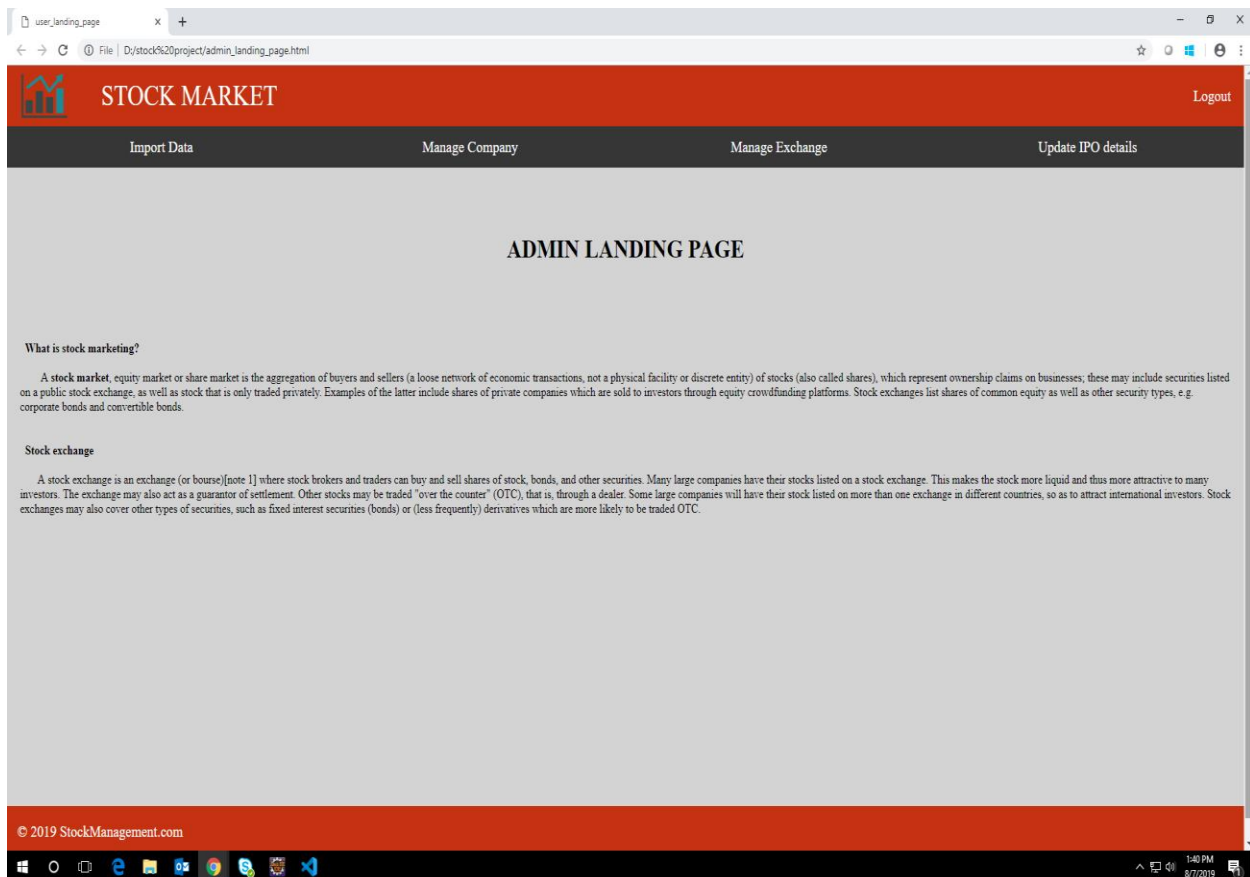 user_landing_page
File | D:/stock%20project/admin_landing_page.html
STOCK MARKET
Logout
Import Data
Manage Company
Manage Exchange
Update IPO details
ADMIN LANDING PAGE
What is stock marketing?
A stock market, equity market or share market is the aggregation of buyers and sellers (a loose network of economic transactions, not a physical facility or discrete entity) of stocks (also called shares), which represent ownership claims on businesses; these may include securities listed
on a public stock exchange, as well as stock that is only traded privately. Examples of the latter include shares of private companies which are sold to investors through equity crowdfunding platforms. Stock exchanges list shares of common equity as well as other security types, e.g.
corporate bonds and convertible bonds.
Stock exchange
A stock exchange is an exchange (or bourse)[note 1] where stock brokers and traders can buy and sell shares of stock, bonds, and other securities. Many large companies have their stocks listed on a stock exchange. This makes the stock more liquid and thus more attractive to many
investors. The exchange may also act as a guarantor of settlement. Other stocks may be traded "over the counter" (OTC), that is, through a dealer. Some large companies will have their stock listed on more than one exchange in different countries, so as to attract international investors. Stock
exchanges may also cover other types of securities, such as fixed interest securities (bonds) or (less frequently) derivatives which are more likely to be traded OTC.
© 2019 StockManagement.com
1:40 PM
8/7/2019